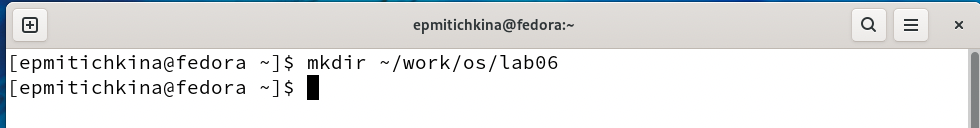 epmitichkina@fedora:~
[epmitichkina@fedora ~]$ mkdir ~/work/os/lab06
[epmitichkina@fedora ~]$